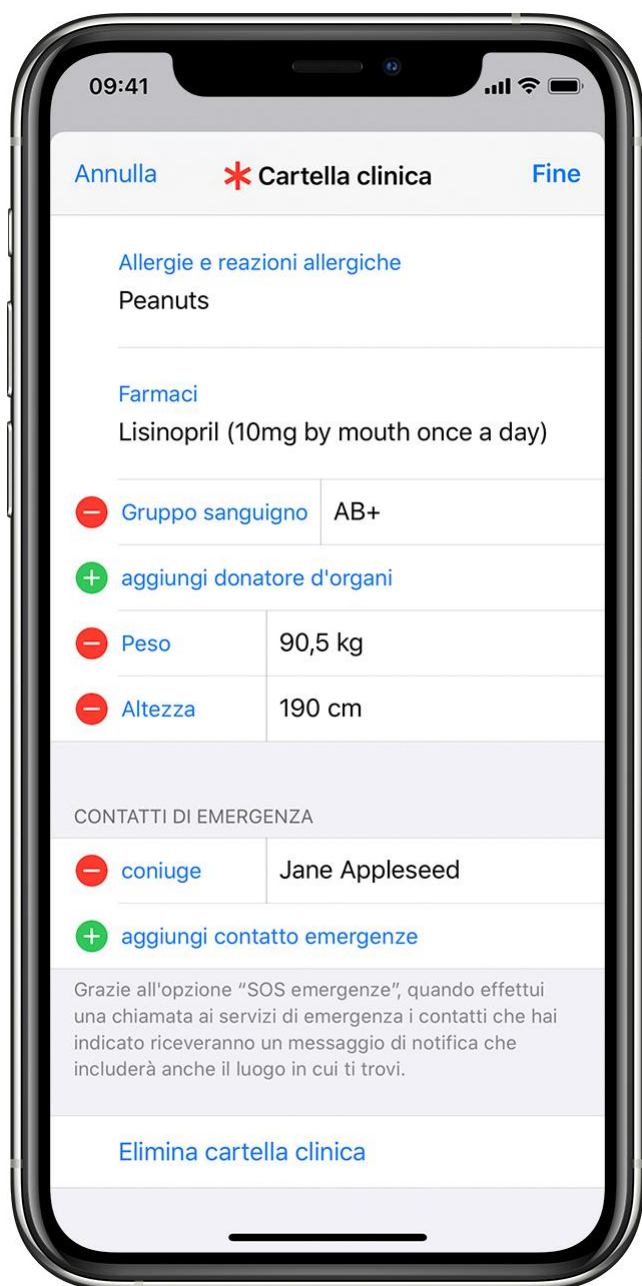 09:41
Annulla
Cartella clinica
Fine
Allergie e reazioni allergiche
Peanuts
Farmaci
Lisinopril (10mg by mouth once a day)
Gruppo sanguigno
AB+
aggiungi donatore d'organi
Peso
90,5 kg
Altezza
190 cm
CONTATTI DI EMERGENZA
coniuge
Jane Appleseed
aggiungi contatto emergenze
Grazie all'opzione “SOS emergenze”, quando effettui
una chiamata ai servizi di emergenza i contatti che hai
indicato riceveranno un messaggio di notifica che
includerà anche il luogo in cui ti trovi.
Elimina cartella clinica